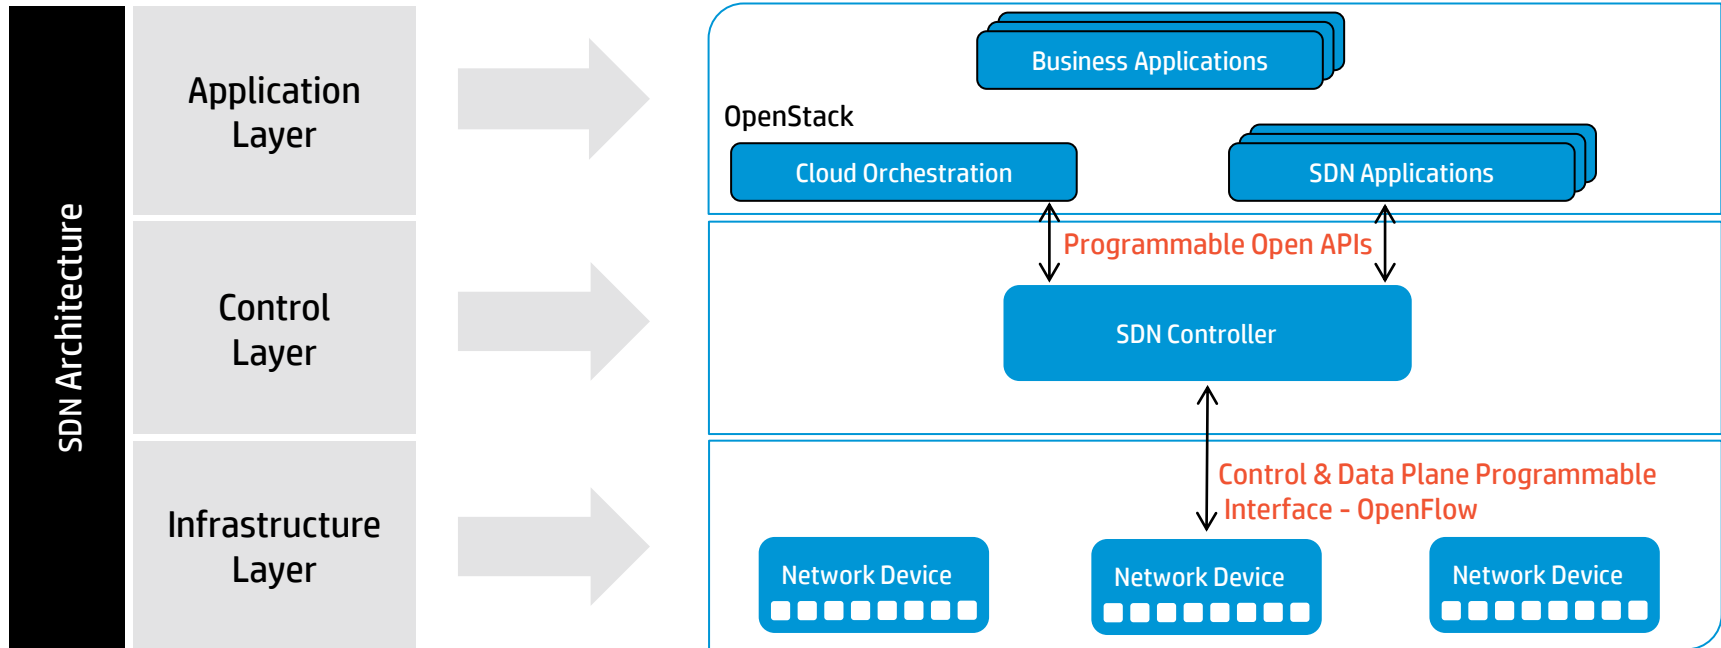 SDN Architecture
Application
Layer
Business Applications
OpenStack
Cloud Orchestration
SDN Applications
Control
Layer
Programmable Open APIs
SDN Controller
Infrastructure
Layer
Control & Data Plane Programmable
Interface - OpenFlow
Network Device
Network Device
Network Device